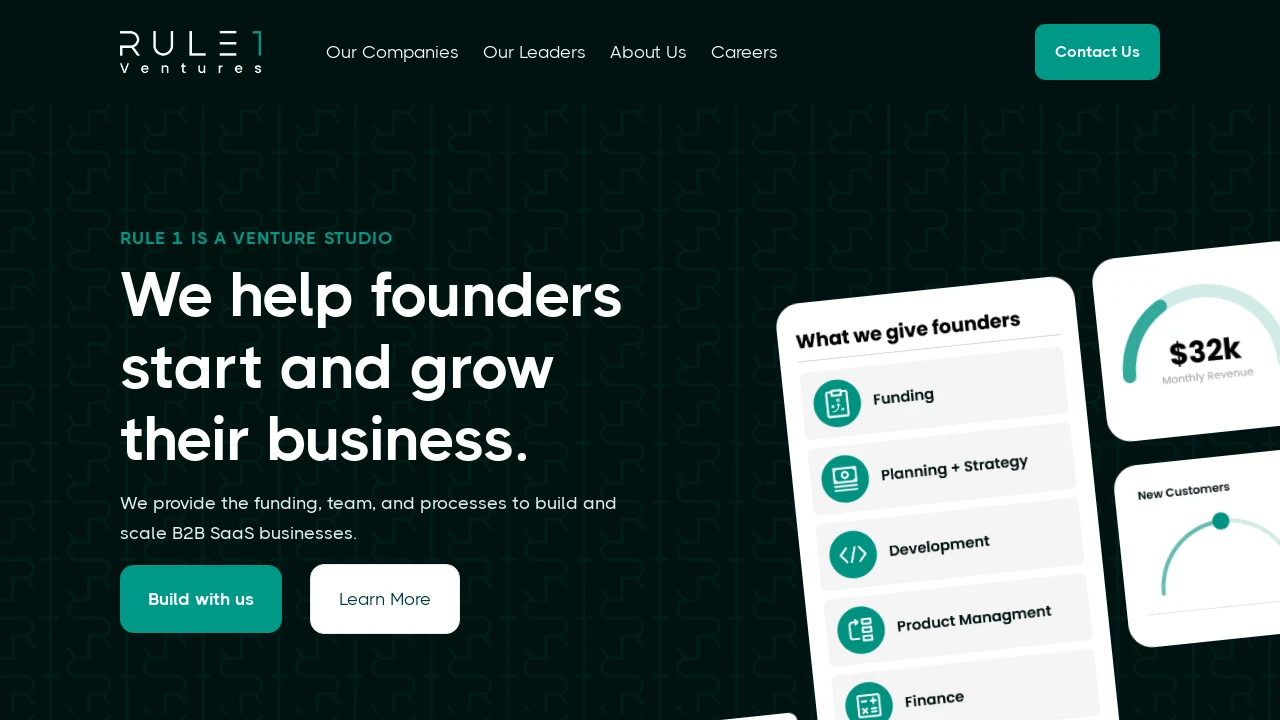 RULE 1
Ventures
Our Companies
Our Leaders
About Us
Careers
Contact Us
RULE 1 IS A VENTURE STUDIO
We help founders
start and grow
their business.
We provide the funding, team, and processes to build and
scale B2B SaaS businesses.
Build with us
Learn More
What we give founders
Funding
Planning + Strategy
Development
Product Managment
Finance
$32k
Monthly Revenue
New Customers